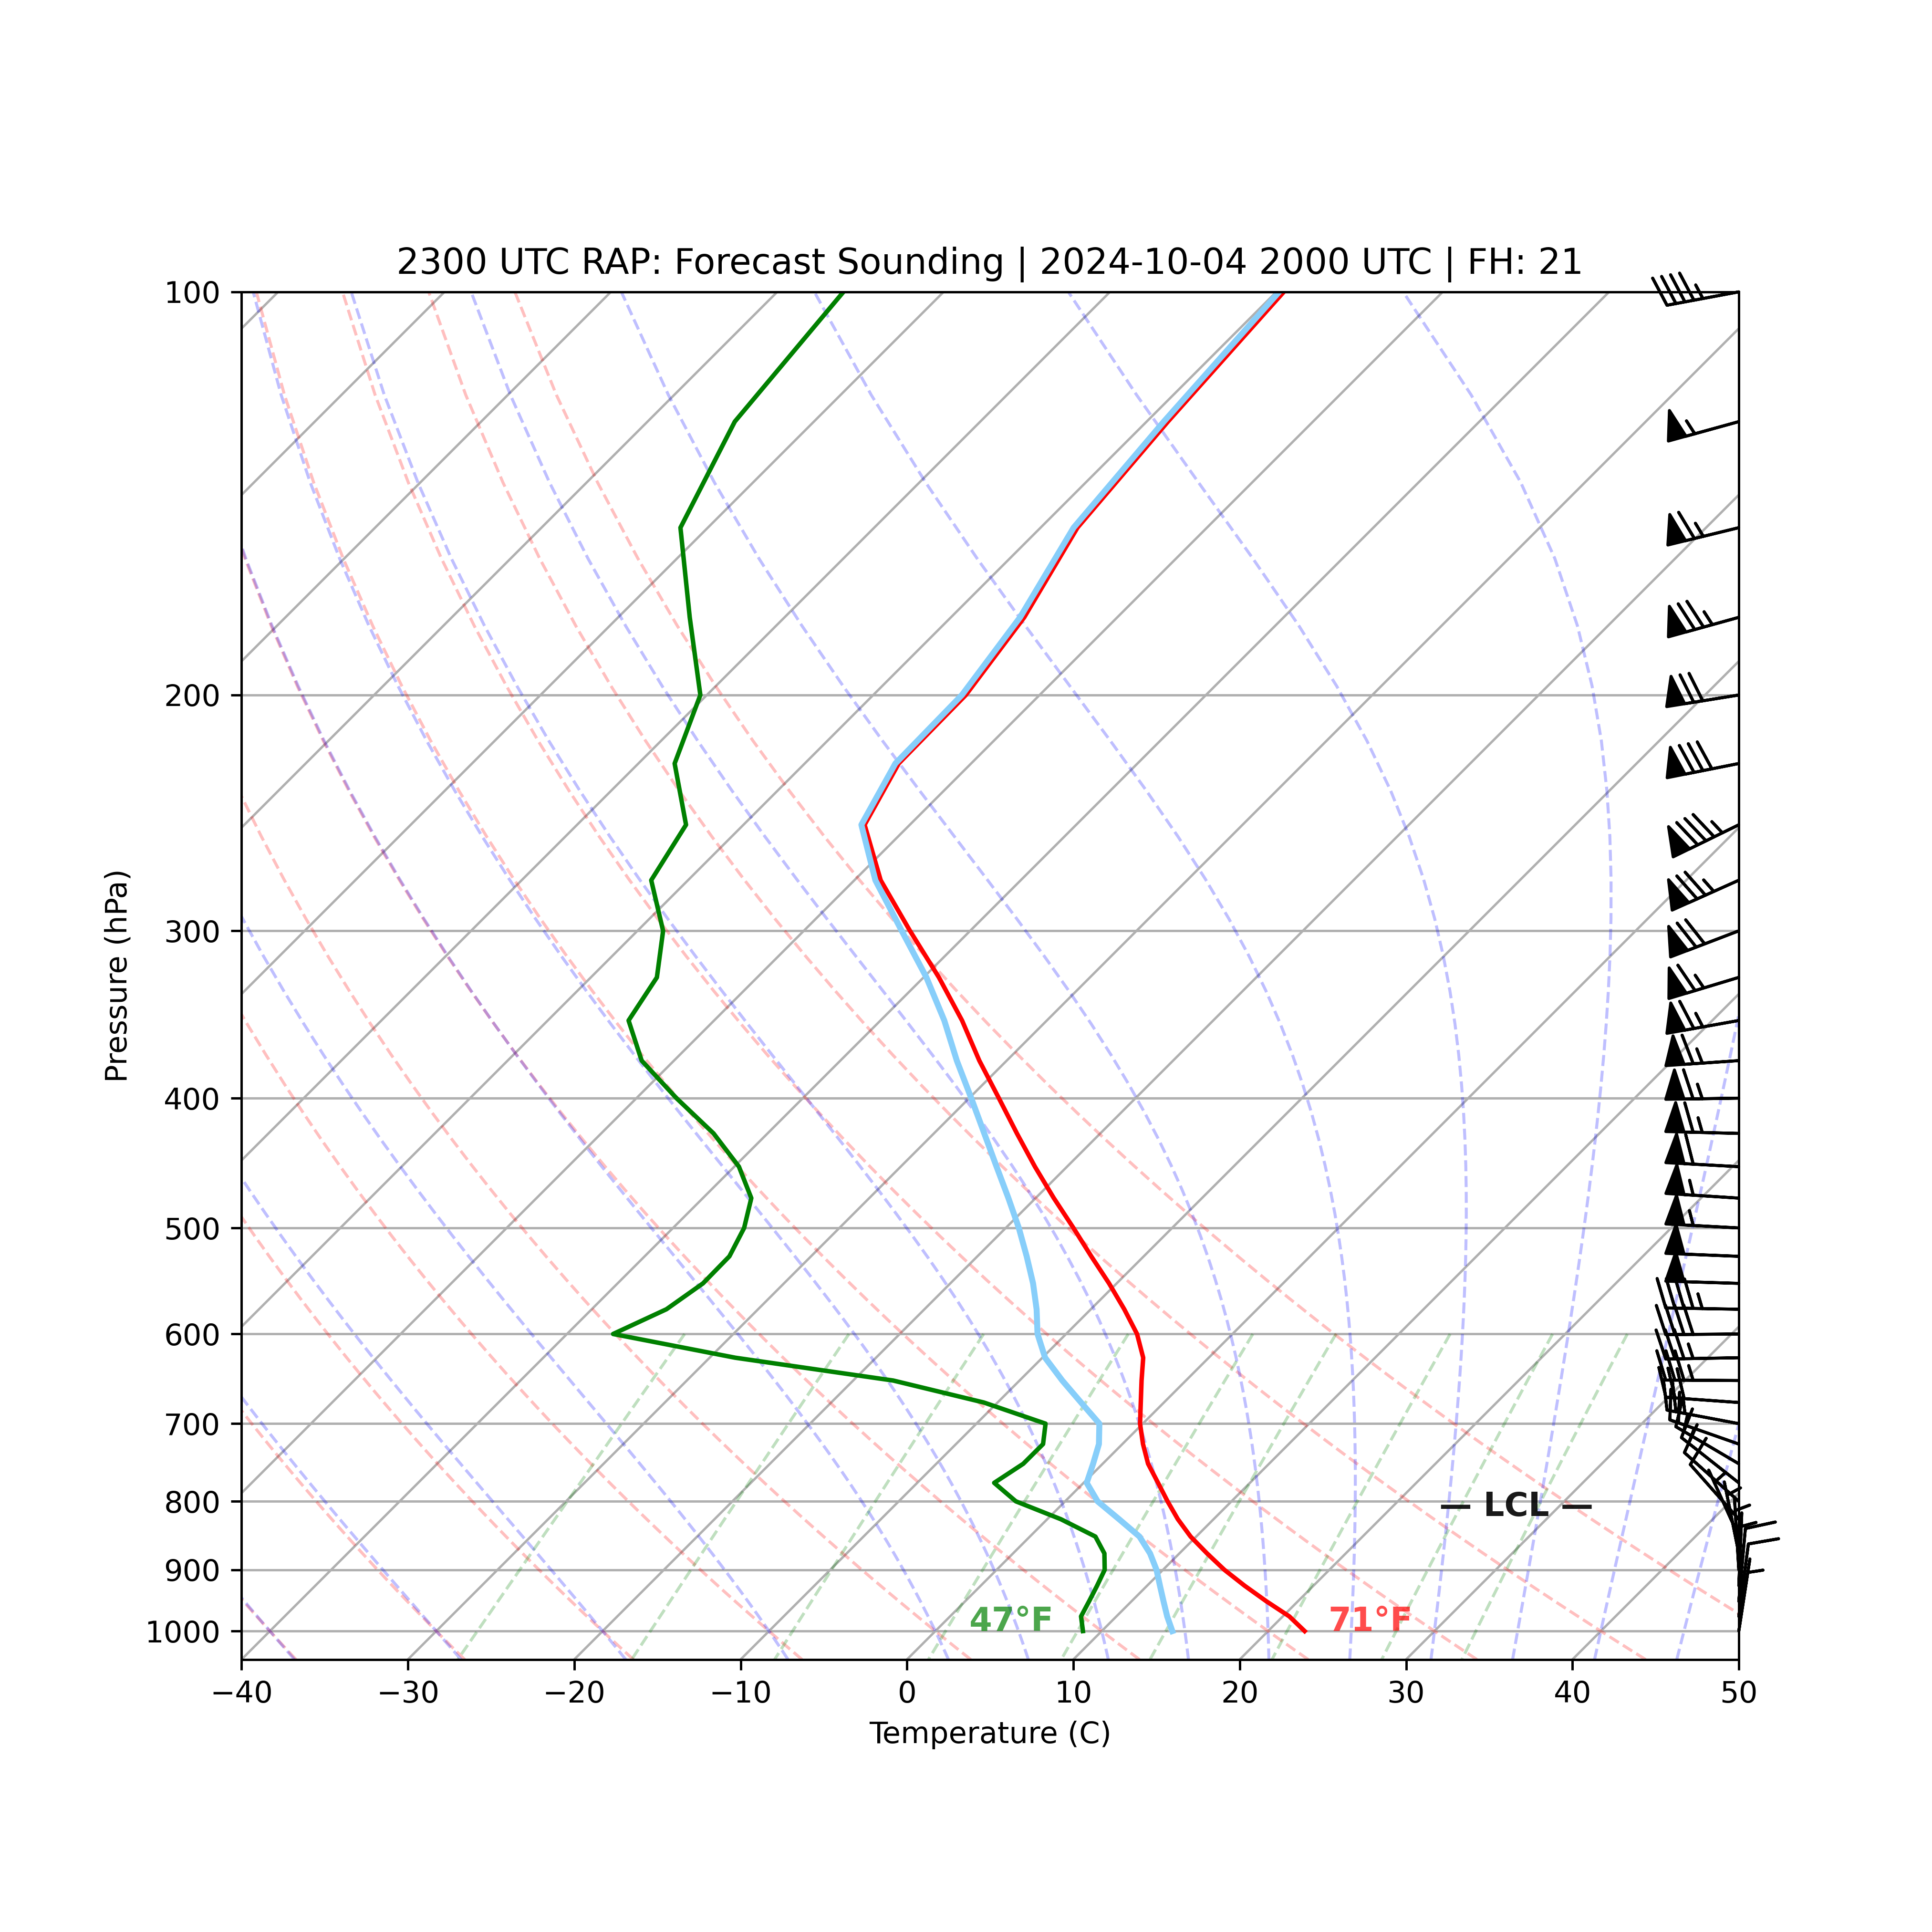 2300 UTC RAP: Forecast Sounding | 2024-10-04 2000 UTC | FH: 21
100
200
300
400
500
600
700
800
900
1000
Pressure (hPa)
— LCL —
47°F
71°F
−40 −30 −20 −10 0 10 20 30 40 50
Temperature (C)